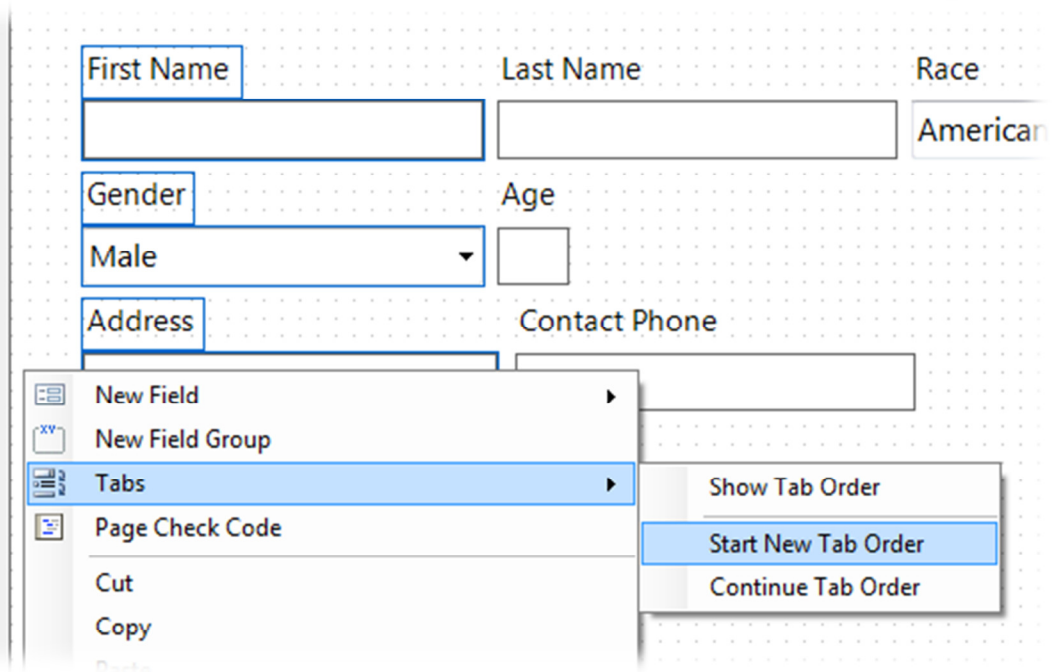 First Name Last Name Race
American
Gender Age
Male
Address Contact Phone
New Field
New Field Group
Tabs
Page Check Code
Cut
Copy
Paste
Show Tab Order
Start New Tab Order
Continue Tab Order